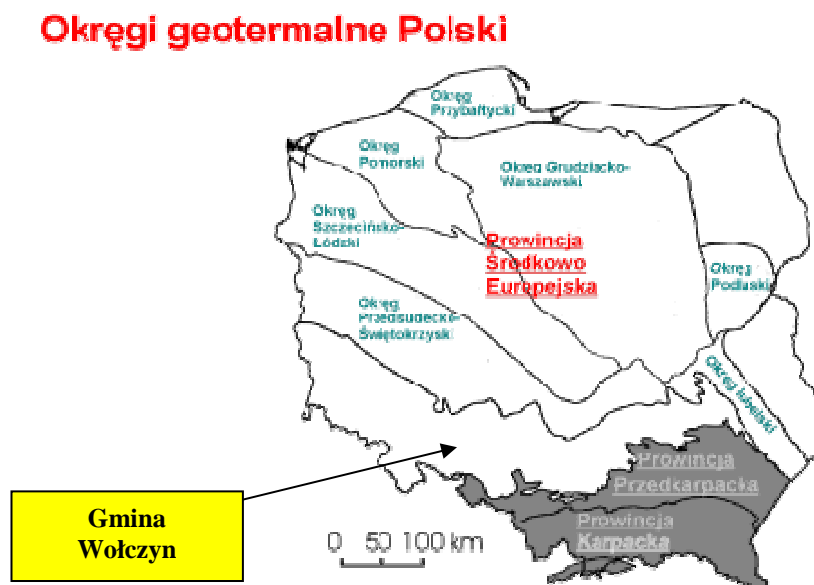 Okręgi geotermalne Polski
Okręg
Przybałtycki
Okręg
Pomorski
Okręg Grudziącko-
Warszawski
Okręg
Szczecińsko-
Łódzki
Prowincja
Środkowo
Europejska
Okręg
Podlaski
Okręg
Przedsudecko-
Świętokrzyski
Okręg lubelski
Prowincja
Przedkarpacka
Prowincja
Karpacka
Gmina
Wołczyn
0 50 100 km